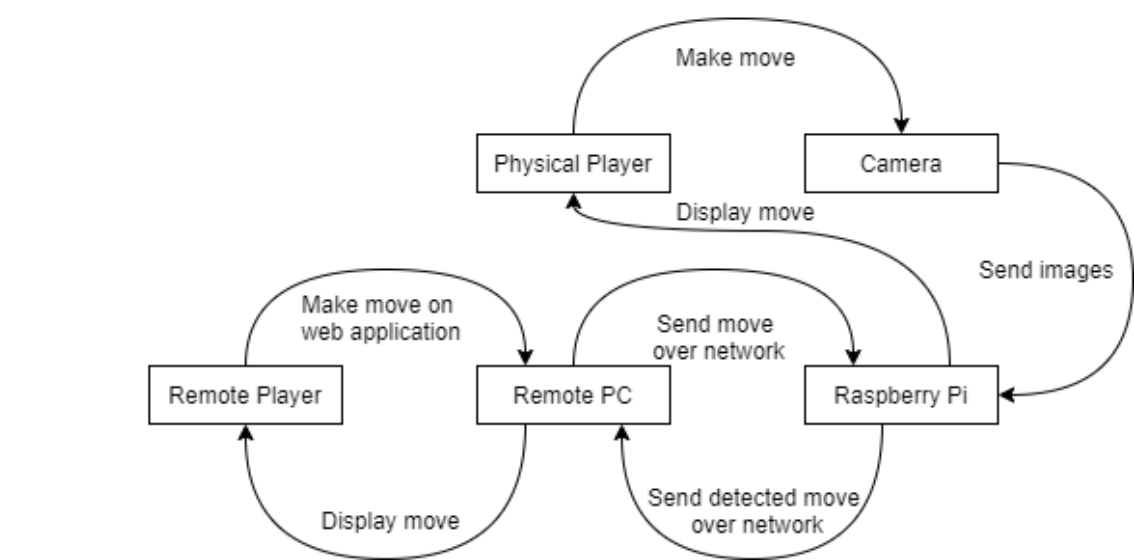 Make move
Physical Player
Camera
Display move
Send images
Make move on
web application
Send move
over network
Remote Player
Remote PC
Raspberry Pi
Display move
Send detected move
over network